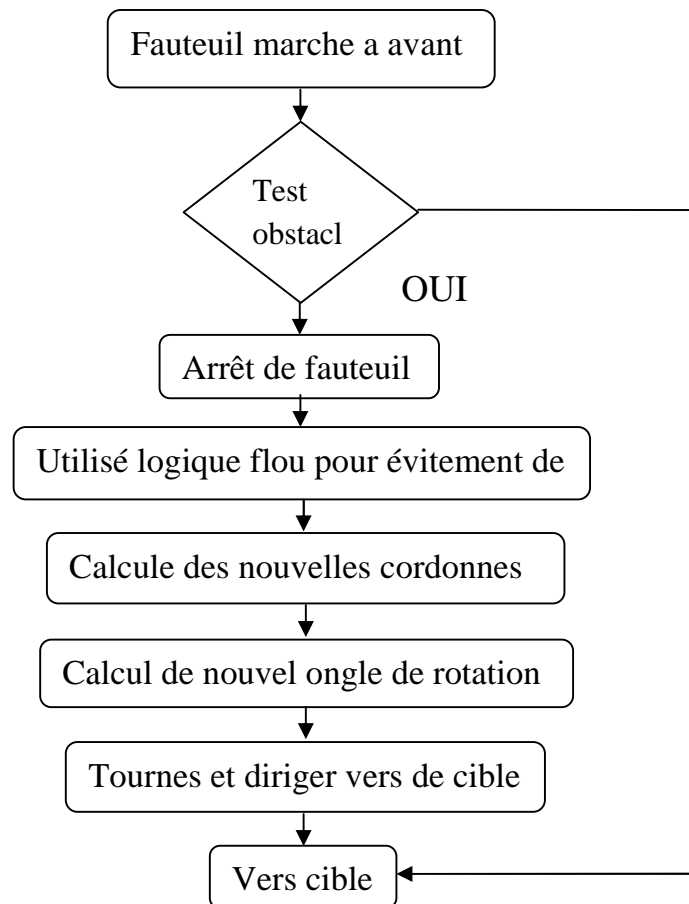 Fauteuil marche a avant
Test
obstacl
OUI
Arrêt de fauteuil
Utilisé logique flou pour évitement de
Calcule des nouvelles cordonnes
Calcul de nouvel ongle de rotation
Tournes et diriger vers de cible
Vers cible